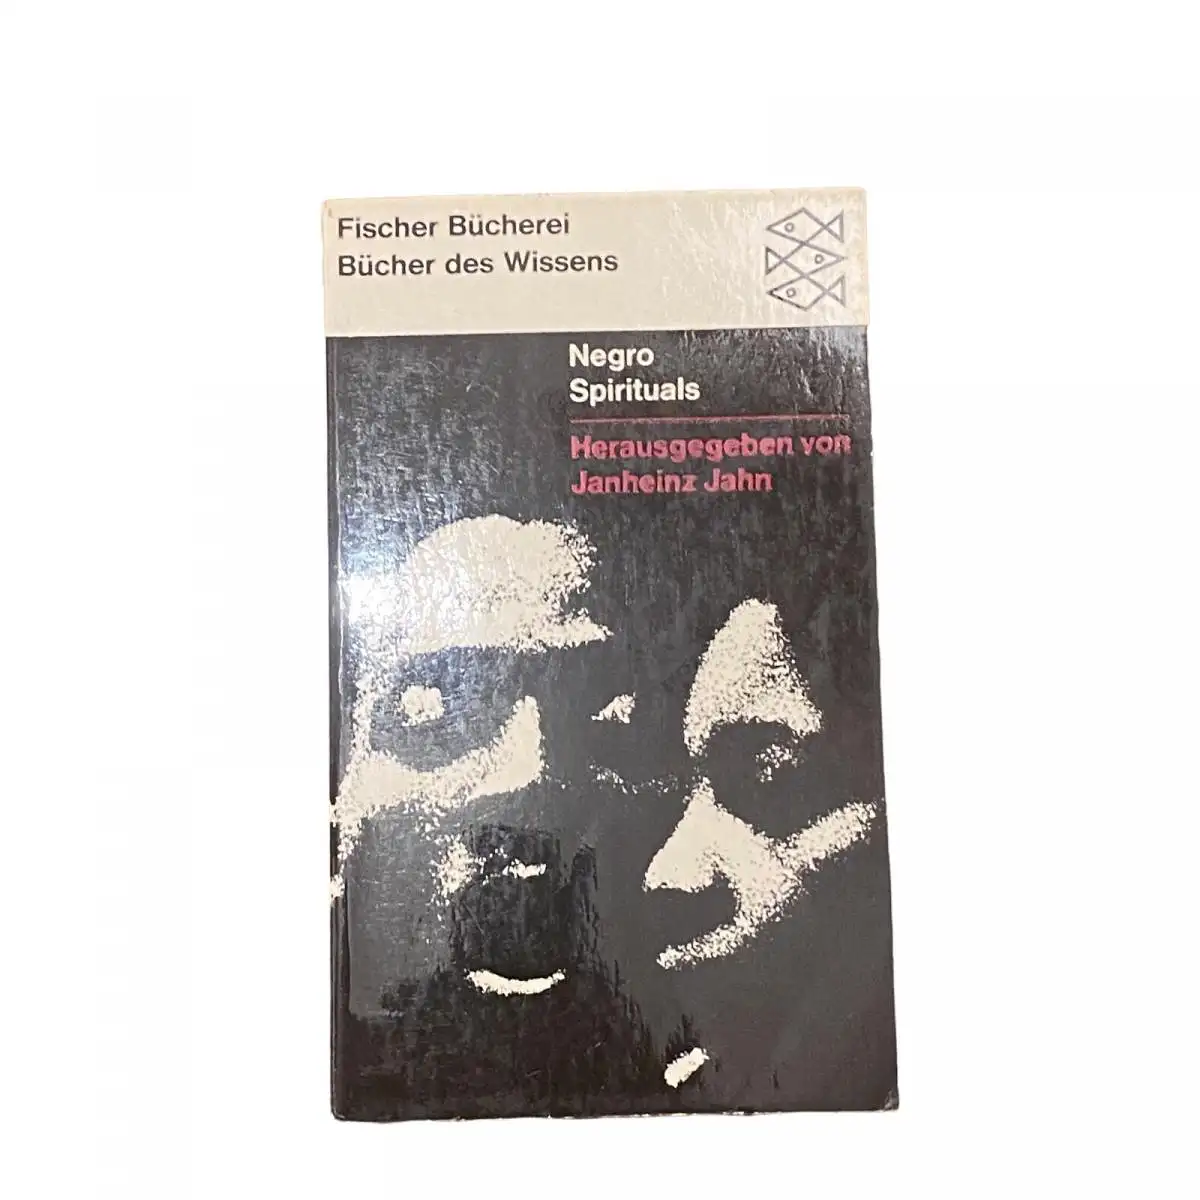 Fischer Bücherei
Bücher des Wissens
Negro
Spirituals
Herausgegeben von
Janheinz Jahn